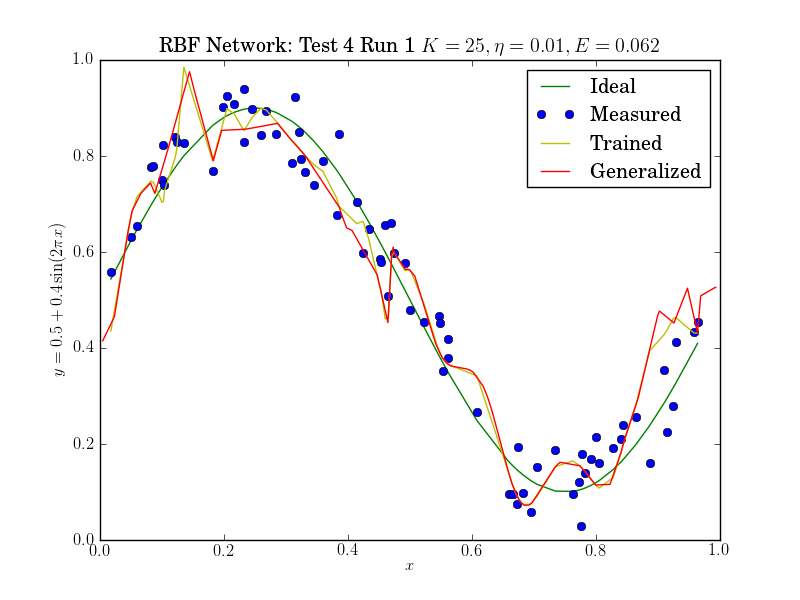 RBF Network: Test 4 Run 1 K = 25, η = 0.01, E = 0.062
Ideal
Measured
Trained
Generalized
y = 0.5 + 0.4 sin(2πx)
1.0
0.8
0.6
0.4
0.2
0.0
0.0 0.2 0.4 0.6 0.8 1.0
x